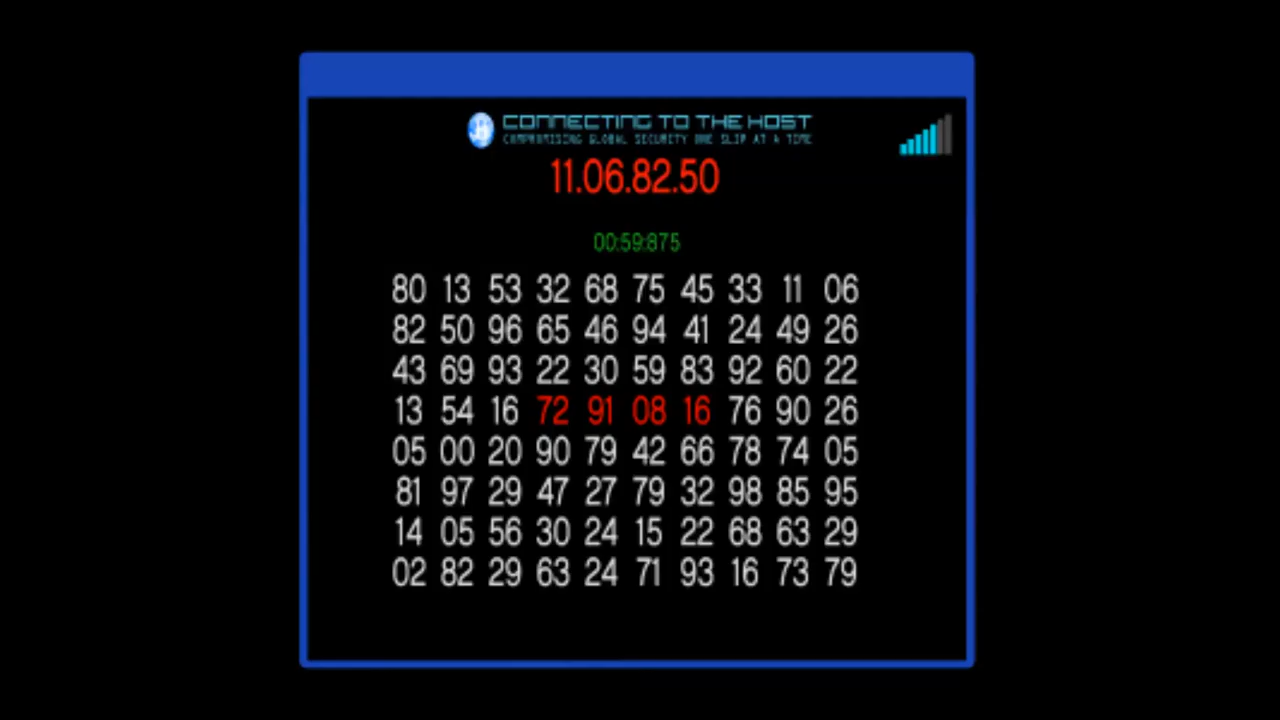 CONNECTING TO THE HOST
COMPROMISING GLOBAL SECURITY ONE SLIP AT A TIME
11.06.82.50
00:59:875
80 13 53 32 68 75 45 33 11 06
82 50 96 65 46 94 41 24 49 26
43 69 93 22 30 59 83 92 60 22
13 54 16 72 91 08 16 76 90 26
05 00 20 90 79 42 66 78 74 05
81 97 29 47 27 79 32 98 85 95
14 05 56 30 24 15 22 68 63 29
02 82 29 63 24 71 93 16 73 79